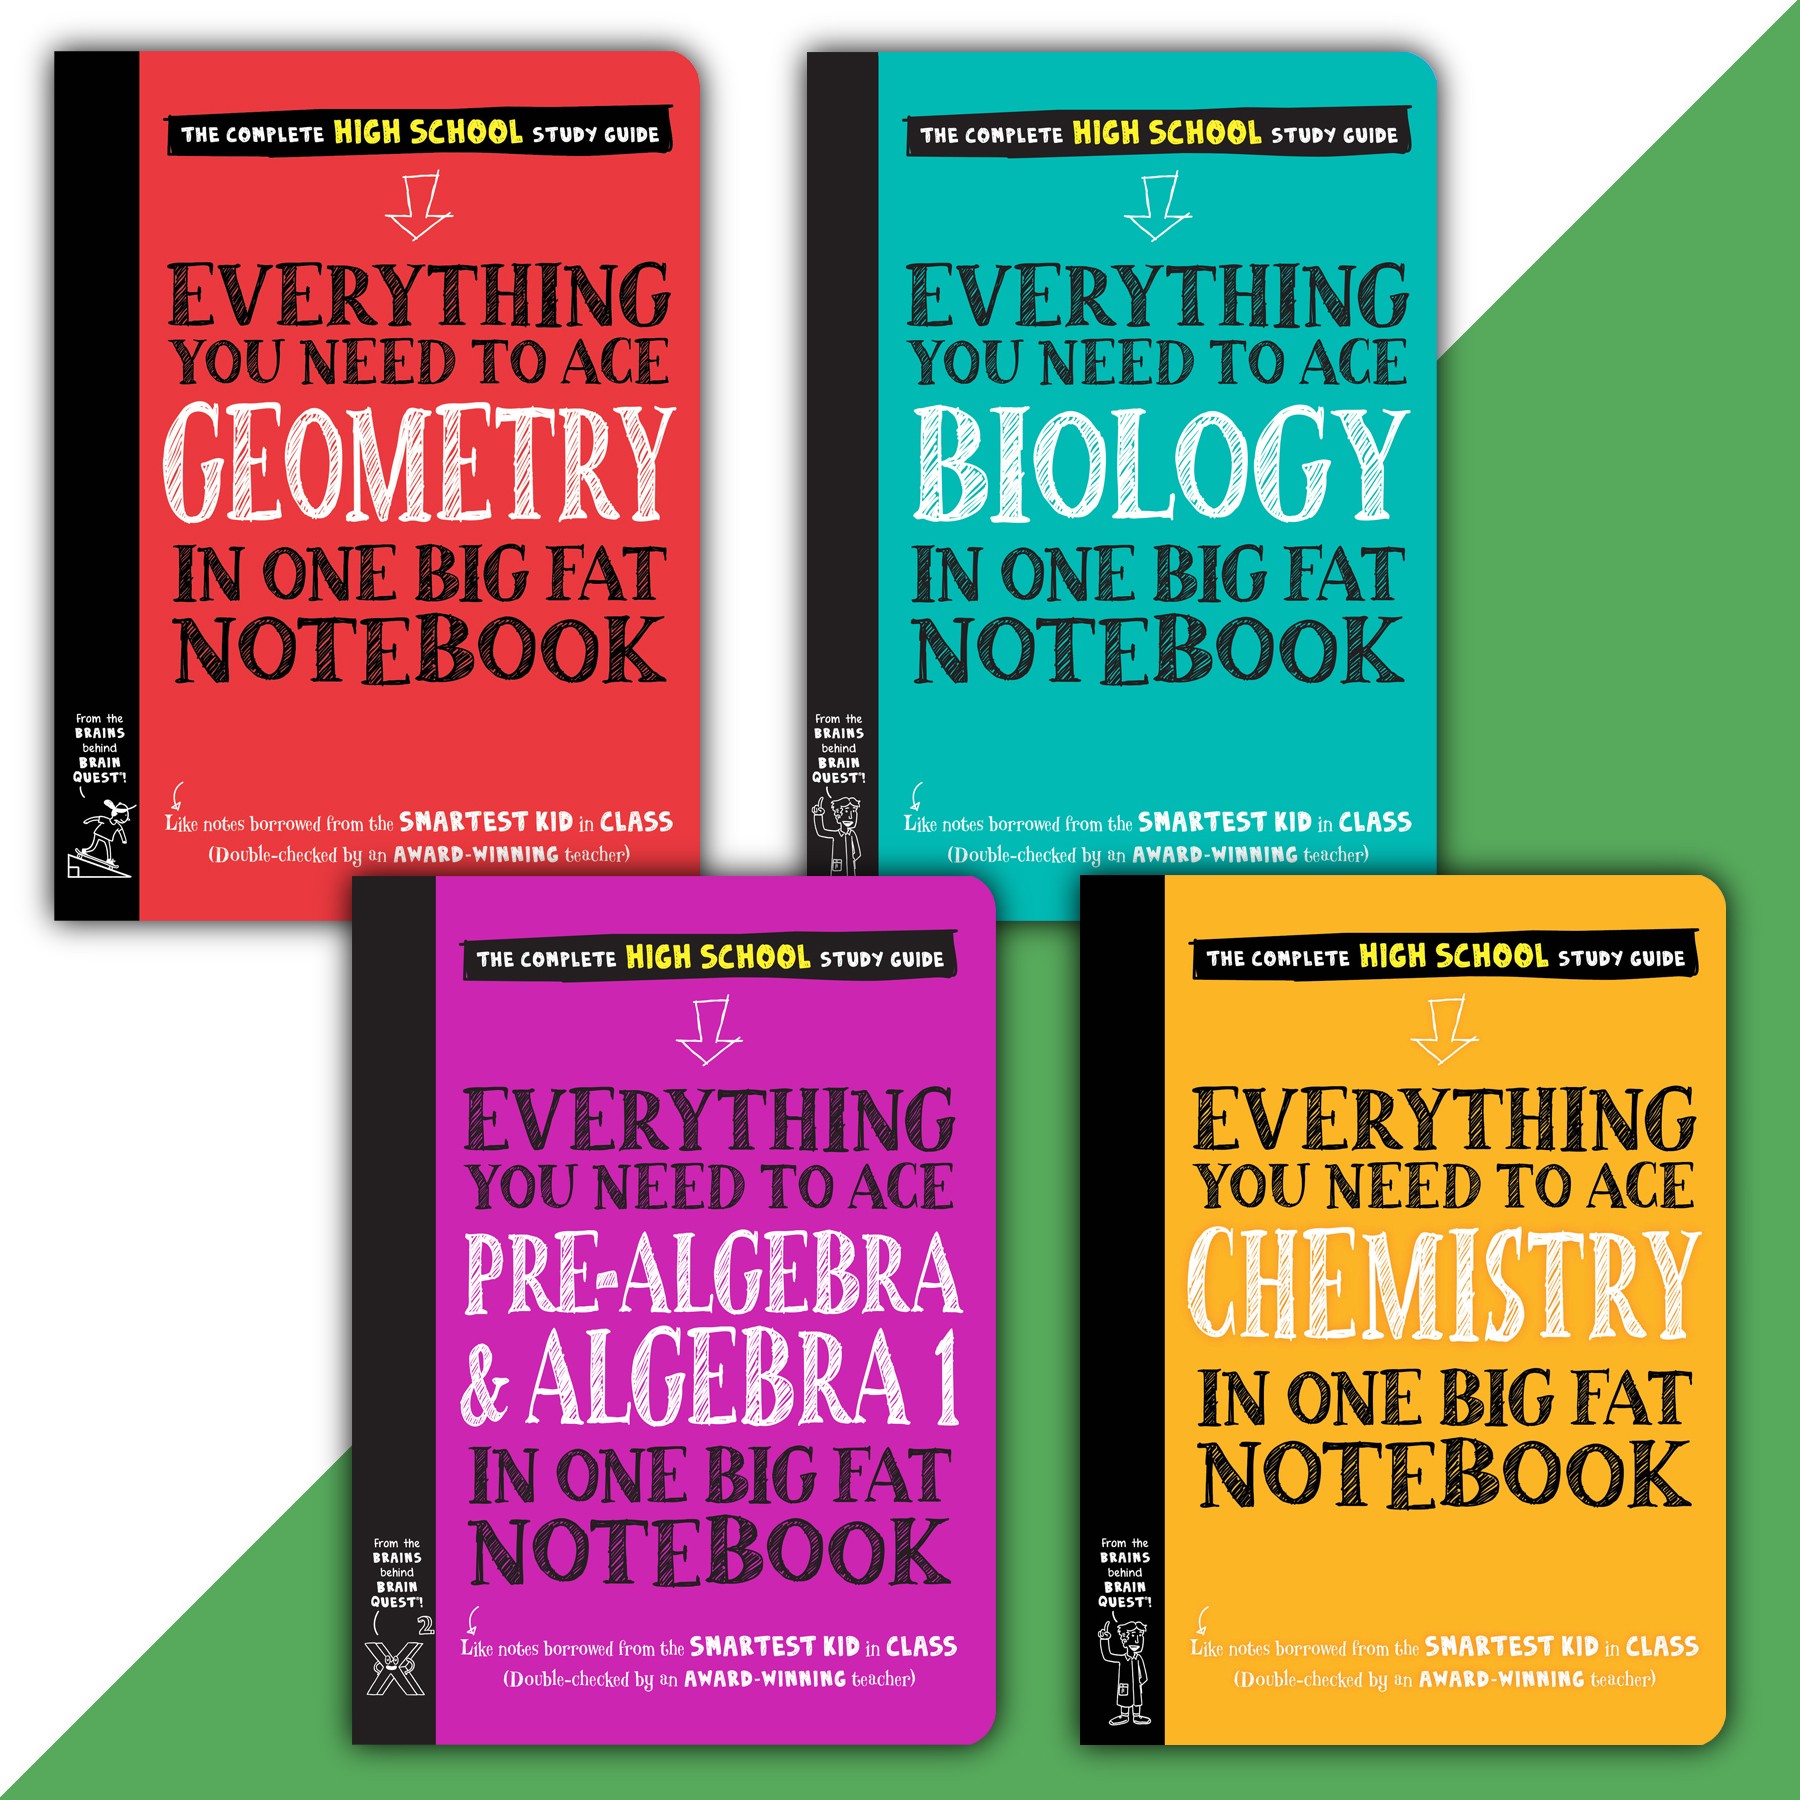 THE COMPLETE HIGH SCHOOL STUDY GUIDE
EVERYTHING
YOU NEED TO ACE
GEOMETRY
IN ONE BIG FAT
NOTEBOOK
From the
BRAINS
behind
BRAIN
QUEST®!
Like notes borrowed from the SMARTEST KID in CLASS
(Double-checked by an AWARD-WINNING teacher)
THE COMPLETE HIGH SCHOOL STUDY GUIDE
EVERYTHING
YOU NEED TO ACE
BIOLOGY
IN ONE BIG FAT
NOTEBOOK
From the
BRAINS
behind
BRAIN
QUEST®!
Like notes borrowed from the SMARTEST KID in CLASS
(Double-checked by an AWARD-WINNING teacher)
THE COMPLETE HIGH SCHOOL STUDY GUIDE
EVERYTHING
YOU NEED TO ACE
PRE-ALGEBRA
& ALGEBRA 1
IN ONE BIG FAT
NOTEBOOK
From the
BRAINS
behind
BRAIN
QUEST®!
X²
Like notes borrowed from the SMARTEST KID in CLASS
(Double-checked by an AWARD-WINNING teacher)
THE COMPLETE HIGH SCHOOL STUDY GUIDE
EVERYTHING
YOU NEED TO ACE
CHEMISTRY
IN ONE BIG FAT
NOTEBOOK
From the
BRAINS
behind
BRAIN
QUEST®!
Like notes borrowed from the SMARTEST KID in CLASS
(Double-checked by an AWARD-WINNING teacher)